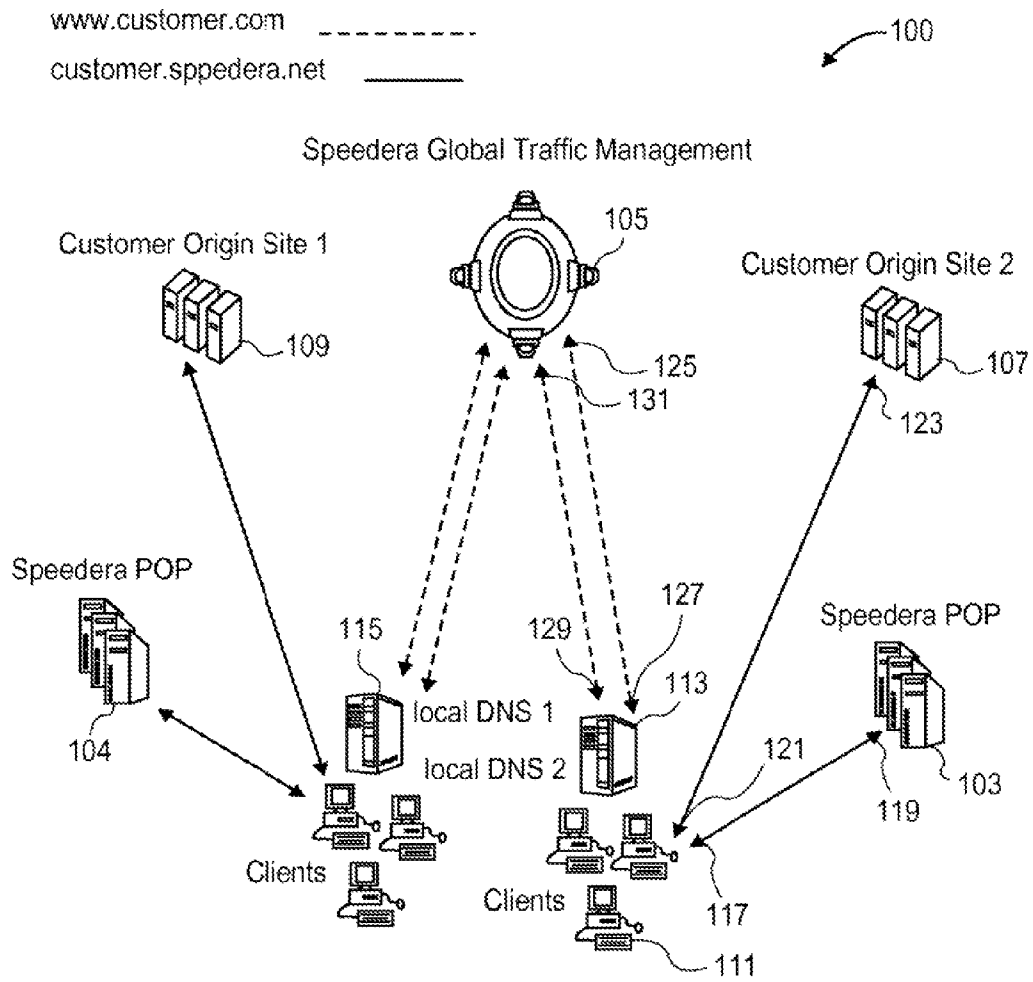 www.customer.com
100
customer.sppedera.net
Speedera Global Traffic Management
Customer Origin Site 1
105
Customer Origin Site 2
109
125
107
131
123
Speedera POP
127
Speedera POP
129
115
113
local DNS 1
104
local DNS 2
121
119
103
Clients
Clients
117
111